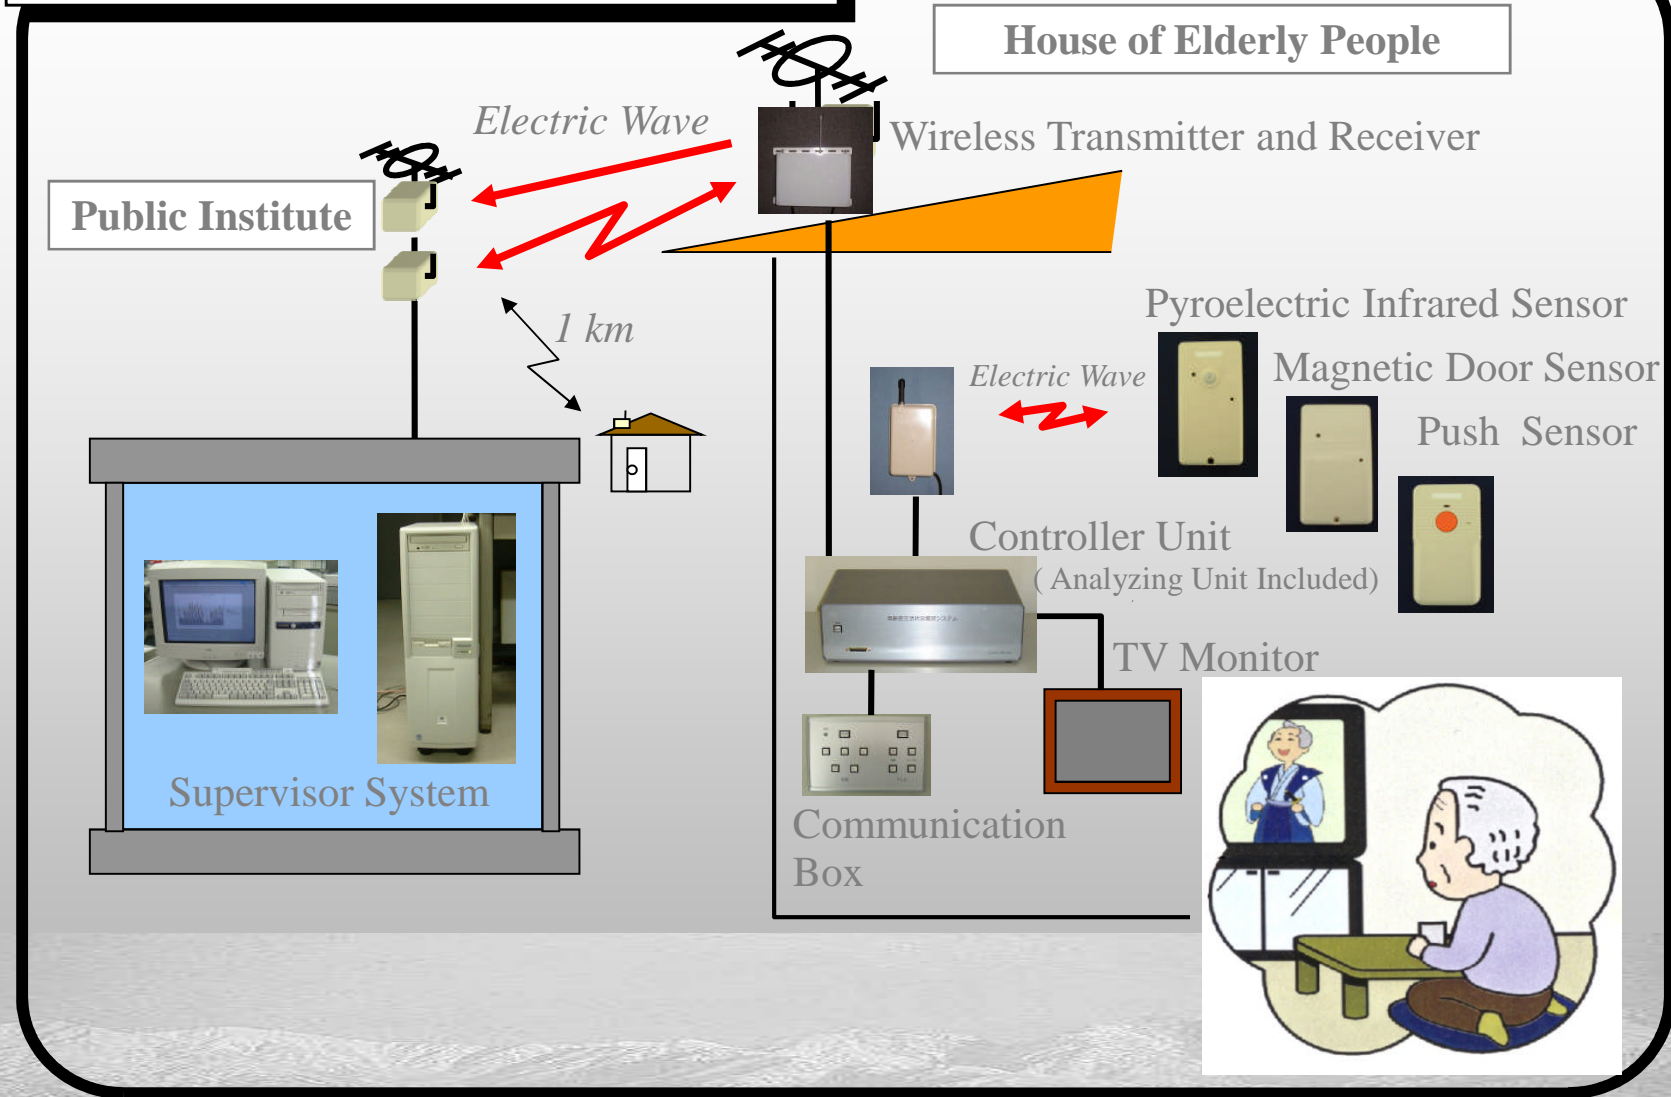 House of Elderly People
Electric Wave
Wireless Transmitter and Receiver
Public Institute
Pyroelectric Infrared Sensor
1 km
Electric Wave
Magnetic Door Sensor
Push Sensor
Controller Unit
( Analyzing Unit Included)
TV Monitor
Supervisor System
Communication
Box